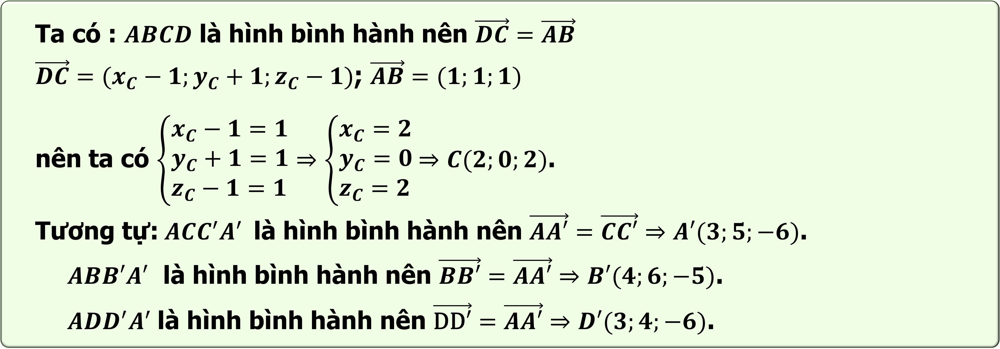 Ta có : 𝑨𝑩𝑪𝑫 là hình bình hành nên $\overrightarrow{DC} = \overrightarrow{AB}$
$\overrightarrow{DC} = (x_C - 1; y_C + 1; z_C - 1)$; $\overrightarrow{AB} = (1; 1; 1)$
nên ta có $\begin{cases} x_C - 1 = 1 \\ y_C + 1 = 1 \\ z_C - 1 = 1 \end{cases} \Rightarrow \begin{cases} x_C = 2 \\ y_C = 0 \\ z_C = 2 \end{cases} \Rightarrow C(2; 0; 2)$.
Tương tự: $ACC'A'$ là hình bình hành nên $\overrightarrow{AA'} = \overrightarrow{CC'} \Rightarrow A'(3; 5; -6)$.
$ABB'A'$ là hình bình hành nên $\overrightarrow{BB'} = \overrightarrow{AA'} \Rightarrow B'(4; 6; -5)$.
$ADD'A'$ là hình bình hành nên $\overrightarrow{DD'} = \overrightarrow{AA'} \Rightarrow D'(3; 4; -6)$.